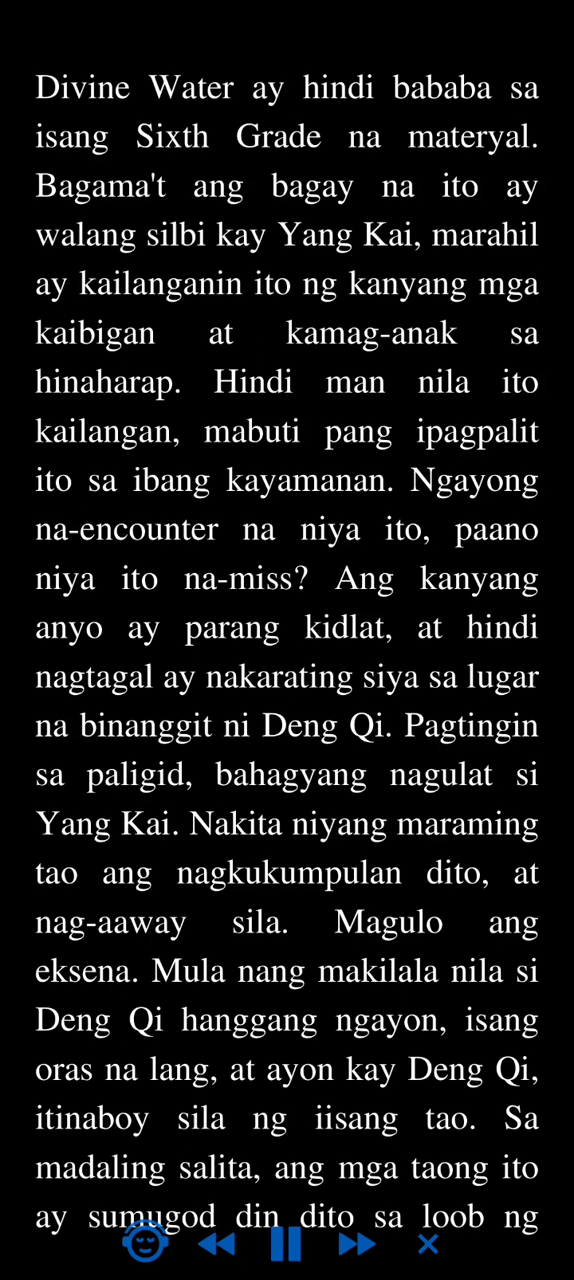 Divine Water ay hindi bababa sa
isang Sixth Grade na materyal.
Bagama't ang bagay na ito ay
walang silbi kay Yang Kai, marahil
ay kailanganin ito ng kanyang mga
kaibigan at kamag-anak sa
hinaharap. Hindi man nila ito
kailangan, mabuti pang ipagpalit
ito sa ibang kayamanan. Ngayong
na-encounter na niya ito, paano
niya ito na-miss? Ang kanyang
anyo ay parang kidlat, at hindi
nagtagal ay nakarating siya sa lugar
na binanggit ni Deng Qi. Pagtingin
sa paligid, bahagyang nagulat si
Yang Kai. Nakita niyang maraming
tao ang nagkukumpulan dito, at
nag-aaway sila. Magulo ang
eksena. Mula nang makilala nila si
Deng Qi hanggang ngayon, isang
oras na lang, at ayon kay Deng Qi,
itinaboy sila ng iisang tao. Sa
madaling salita, ang mga taong ito
ay sumugod din dito sa loob ng